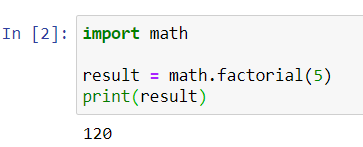 In [2]: import math
result = math.factorial(5)
print(result)
120